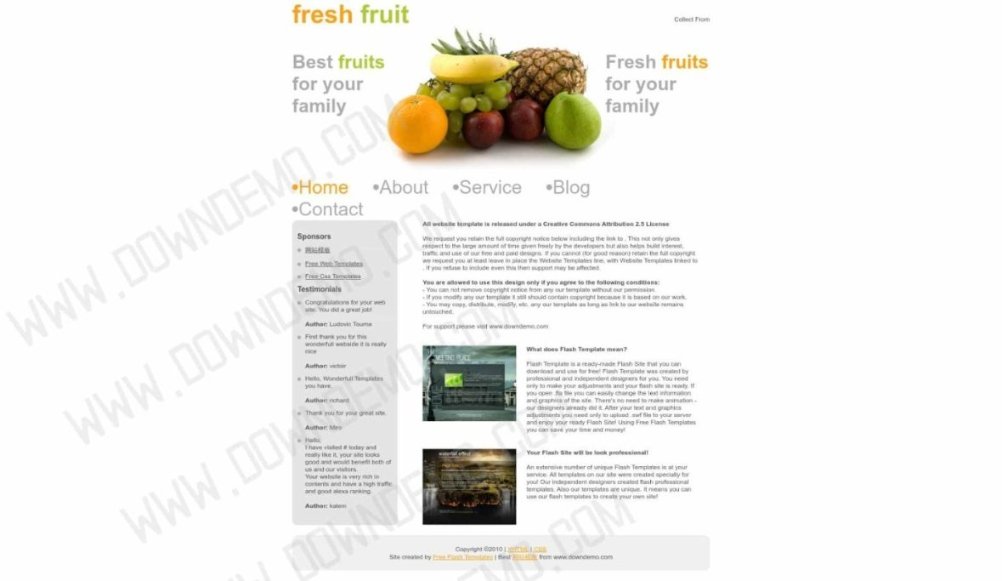 fresh fruit
Collect From
Best fruits
for your
family
Fresh fruits
for your
family
•Home •About •Service •Blog
•Contact
Sponsors
网站模板
Free Web Templates
Free Css Templates
Testimonials
Congratulations for your web
site. You did a great job!
Author: Ludovic Touma
First thank you for this
wonderfull webside it is really
nice
Author:
Hello, Wonderfull Templates
you have.
Author: richard
Thank you for your great site.
Author: Miro
Hello,
I have visited # today and
really like it, your site looks
good and would benefit both of
us and our visitors.
Your website is very rich in
contents and have a high traffic
and good alexa ranking.
Author: katem
All website template is released under a Creative Commons Attribution 2.5 License
We request you retain the full copyright notice below including the link to . This not only gives
respect to the large amount of time given freely by the developers but also helps build interest,
traffic and use of our free and paid designs. If you cannot (for good reason) retain the full copyright
we request you at least leave in place the Website Templates line, with Website Templates linked to
. If you refuse to include even this then support may be affected.
You are allowed to use this design only if you agree to the following conditions:
- You can not remove copyright notice from any our template without our permission.
- If you modify any our template it still should contain copyright because it is based on our work.
- You may copy, distribute, modify, etc. any our template as long as link to our website remains
untouched.
For support please visit www.downdemo.com
What does Flash Template mean?
Flash Template is a ready-made Flash Site that you can
download and use for free! Flash Template was created by
professional and independent designers for you. You need
only to make your adjustments and your flash site is ready. If
you open .fla file you can easily change the text information
and graphics of the site. There's no need to make animation -
our designers already did it. After your text and graphics
adjustments you need only to upload .swf file to your server
and enjoy your ready Flash Site! Using Free Flash Templates
you can save your time and money!
waterfall effect
Your Flash Site will be look professional!
An extensive number of unique Flash Templates is at your
service. All templates on our site were created specially for
you! Our independent designers created flash professional
templates. Also our templates are unique. It means you can
use our flash templates to create your own site!
Copyright ©2010 | XHTML | CSS
Site created by Free Flash Templates | Best 网站模板 from www.downdemo.com
WWW.DOWNDEMO.COM
WWW.DOWNDEMO.COM
WWW.DOWNDEMO.COM